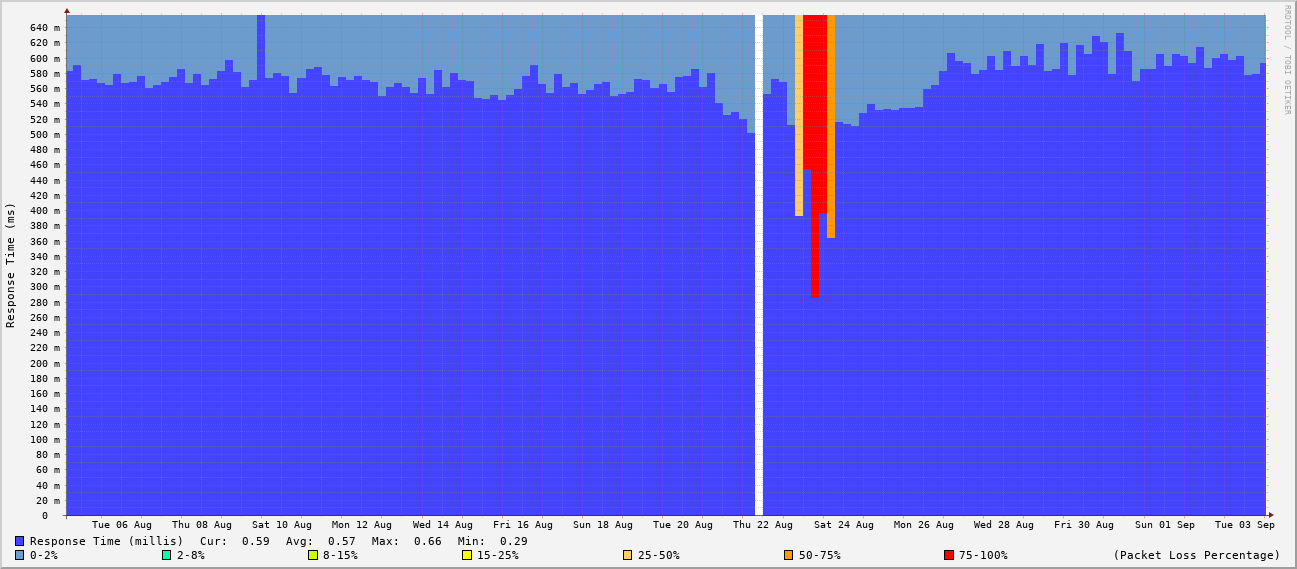 RRDTOOL / TOBI OETIKER
Response Time (ms)
640 m
620 m
600 m
580 m
560 m
540 m
520 m
500 m
480 m
460 m
440 m
420 m
400 m
380 m
360 m
340 m
320 m
300 m
280 m
260 m
240 m
220 m
200 m
180 m
160 m
140 m
120 m
100 m
80 m
60 m
40 m
20 m
0
Tue 06 Aug Thu 08 Aug Sat 10 Aug Mon 12 Aug Wed 14 Aug Fri 16 Aug Sun 18 Aug Tue 20 Aug Thu 22 Aug Sat 24 Aug Mon 26 Aug Wed 28 Aug Fri 30 Aug Sun 01 Sep Tue 03 Sep
Response Time (millis) Cur: 0.59 Avg: 0.57 Max: 0.66 Min: 0.29
0-2% 2-8% 8-15% 15-25% 25-50% 50-75% 75-100% (Packet Loss Percentage)